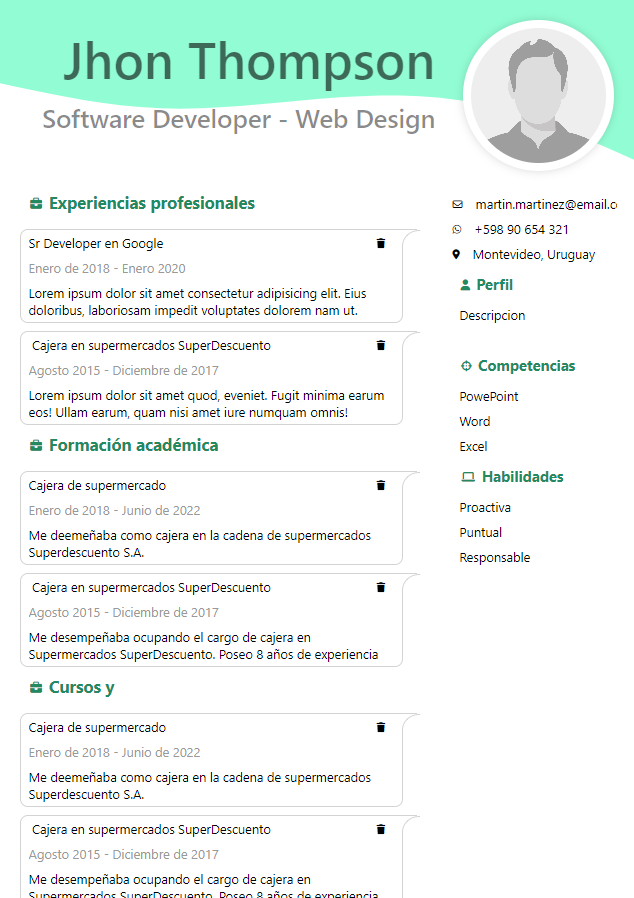 Jhon Thompson
Software Developer - Web Design
Experiencias profesionales
Sr Developer en Google
Enero de 2018 - Enero 2020
Lorem ipsum dolor sit amet consectetur adipisicing elit. Eius
doloribus, laboriosam impedit voluptates dolorem nam ut.
Cajera en supermercados SuperDescuento
Agosto 2015 - Diciembre de 2017
Lorem ipsum dolor sit amet quod, eveniet. Fugit minima earum
eos! Ullam earum, quam nisi amet iure numquam omnis!
Formación académica
Cajera de supermercado
Enero de 2018 - Junio de 2022
Me deemeñaba como cajera en la cadena de supermercados
Superdescuento S.A.
Cajera en supermercados SuperDescuento
Agosto 2015 - Diciembre de 2017
Me desempeñaba ocupando el cargo de cajera en
Supermercados SuperDescuento. Poseo 8 años de experiencia
Cursos y
Cajera de supermercado
Enero de 2018 - Junio de 2022
Me deemeñaba como cajera en la cadena de supermercados
Superdescuento S.A.
Cajera en supermercados SuperDescuento
Agosto 2015 - Diciembre de 2017
Me desempeñaba ocupando el cargo de cajera en
Supermercados SuperDescuento. Poseo 8 años de experiencia
martin.martinez@email.c
+598 90 654 321
Montevideo, Uruguay
Perfil
Descripcion
Competencias
PowePoint
Word
Excel
Habilidades
Proactiva
Puntual
Responsable